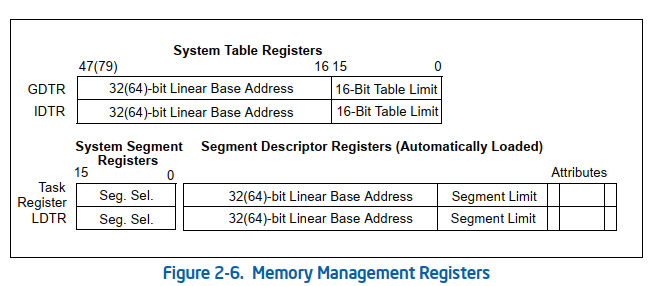 System Table Registers
47(79) 16 15 0
GDTR 32(64)-bit Linear Base Address 16-Bit Table Limit
IDTR 32(64)-bit Linear Base Address 16-Bit Table Limit
System Segment Registers Segment Descriptor Registers (Automatically Loaded)
15 0 Attributes
Task Register Seg. Sel. 32(64)-bit Linear Base Address Segment Limit
LDTR Seg. Sel. 32(64)-bit Linear Base Address Segment Limit
Figure 2-6. Memory Management Registers